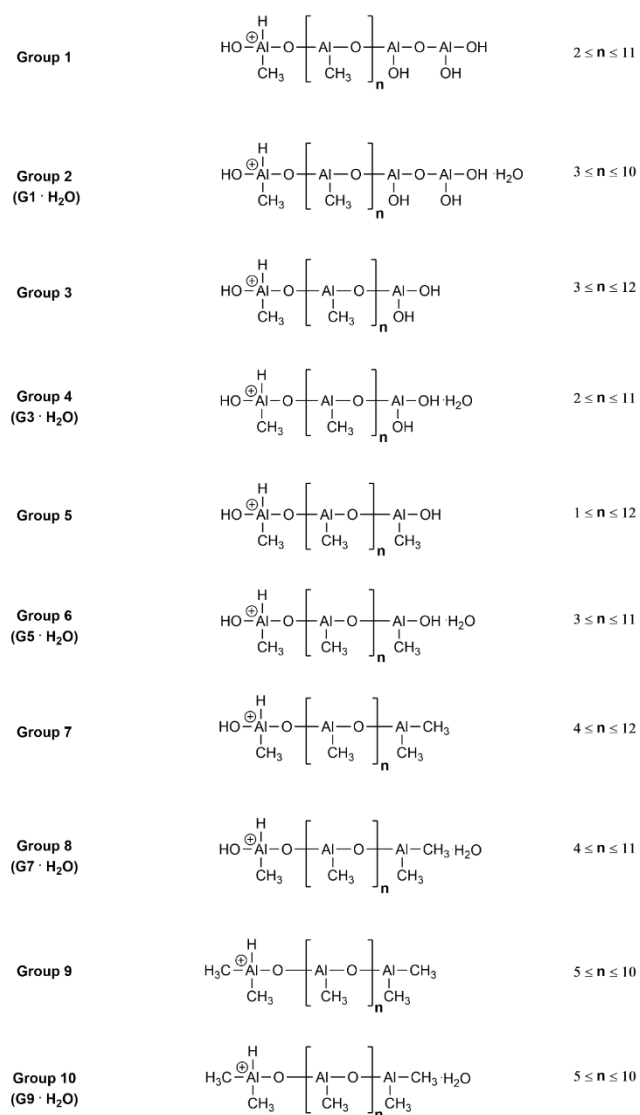 H
Group 1 HO–Al–O–[–Al–O–]–Al–O–Al–OH 2 ≤ n ≤ 11
⊕
CH3 CH3 n OH OH
H
Group 2 HO–Al–O–[–Al–O–]–Al–O–Al–OH·H2O 3 ≤ n ≤ 10
⊕
(G1 · H2O) CH3 CH3 n OH OH
H
Group 3 HO–Al–O–[–Al–O–]–Al–OH 3 ≤ n ≤ 12
⊕
CH3 CH3 n OH
H
Group 4 HO–Al–O–[–Al–O–]–Al–OH·H2O 2 ≤ n ≤ 11
⊕
(G3 · H2O) CH3 CH3 n OH
H
Group 5 HO–Al–O–[–Al–O–]–Al–OH 1 ≤ n ≤ 12
⊕
CH3 CH3 n CH3
H
Group 6 HO–Al–O–[–Al–O–]–Al–OH·H2O 3 ≤ n ≤ 11
⊕
(G5 · H2O) CH3 CH3 n CH3
H
Group 7 HO–Al–O–[–Al–O–]–Al–CH3 4 ≤ n ≤ 12
⊕
CH3 CH3 n CH3
H
Group 8 HO–Al–O–[–Al–O–]–Al–CH3·H2O 4 ≤ n ≤ 11
⊕
(G7 · H2O) CH3 CH3 n CH3
H
Group 9 H3C–Al–O–[–Al–O–]–Al–CH3 5 ≤ n ≤ 10
⊕
CH3 CH3 n CH3
H
Group 10 H3C–Al–O–[–Al–O–]–Al–CH3·H2O 5 ≤ n ≤ 10
⊕
(G9 · H2O) CH3 CH3 n CH3